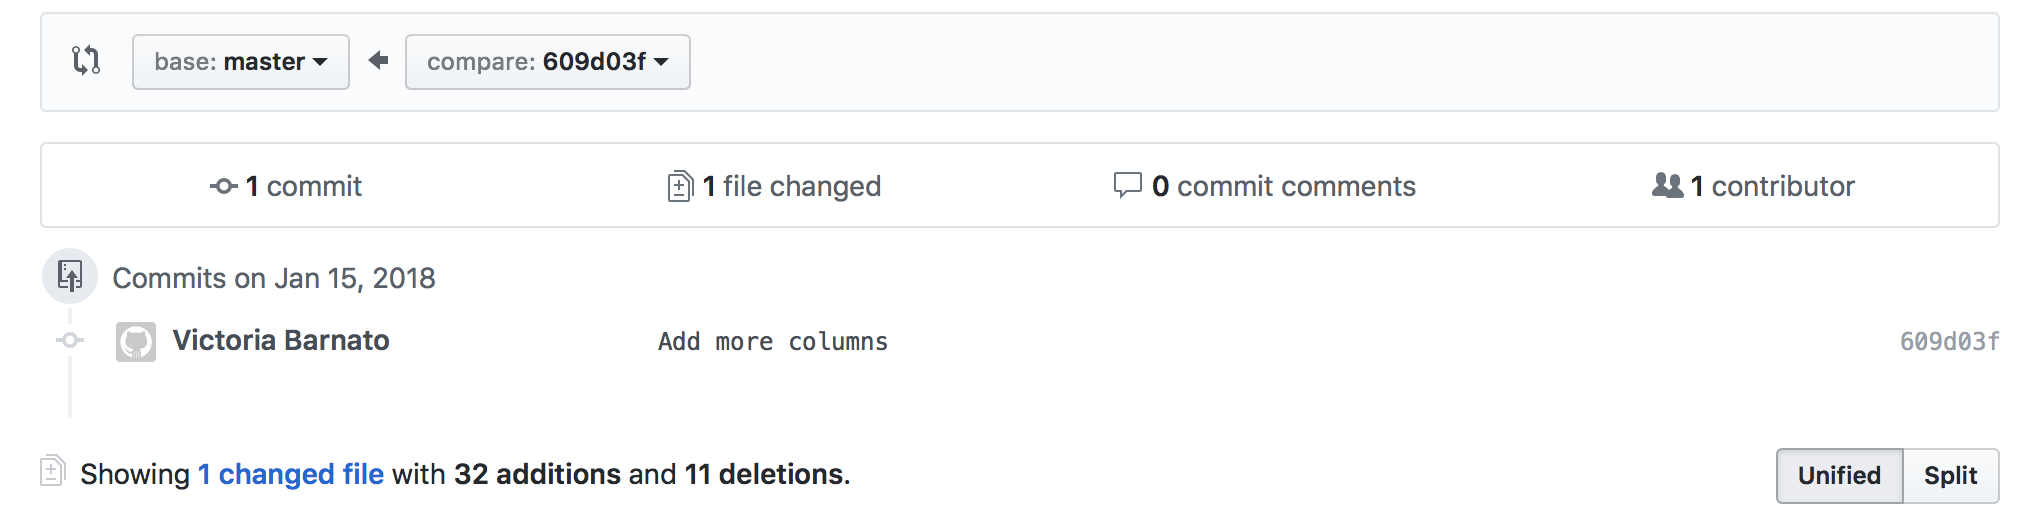 base: master compare: 609d03f
1 commit 1 file changed 0 commit comments 1 contributor
Commits on Jan 15, 2018
Victoria Barnato Add more columns 609d03f
Showing 1 changed file with 32 additions and 11 deletions. Unified Split